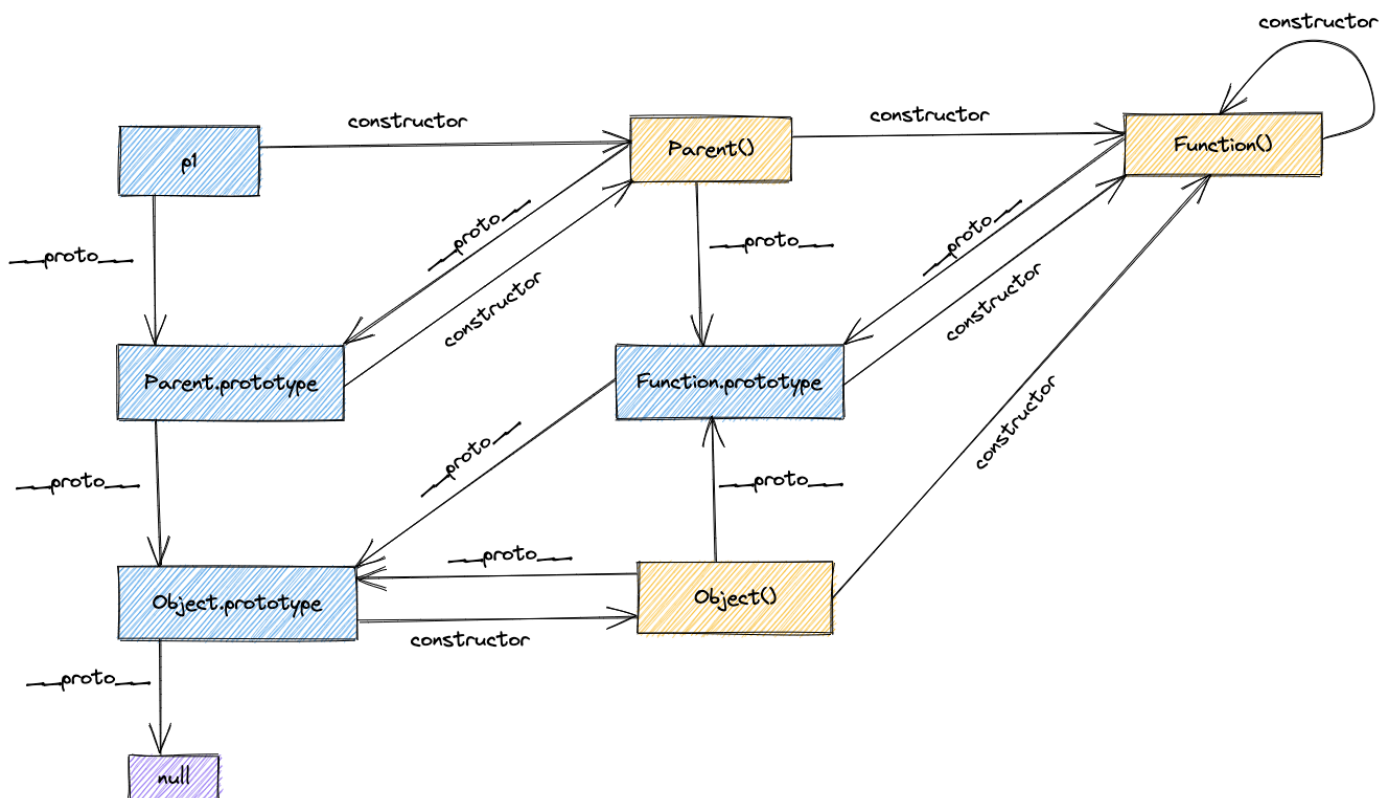 constructor
constructor
constructor
p1
Parent()
Function()
__proto__
__proto__
__proto__
__proto__
constructor
constructor
Parent.prototype
Function.prototype
constructor
__proto__
__proto__
__proto__
__proto__
Object.prototype
Object()
constructor
__proto__
null